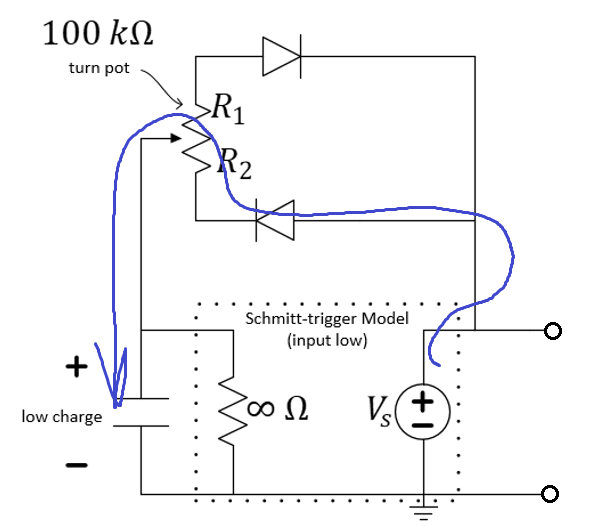 100 kΩ
turn pot
R₁
R₂
Schmitt-trigger Model
(input low)
+
low charge
−
∞ Ω
Vₛ
+
−